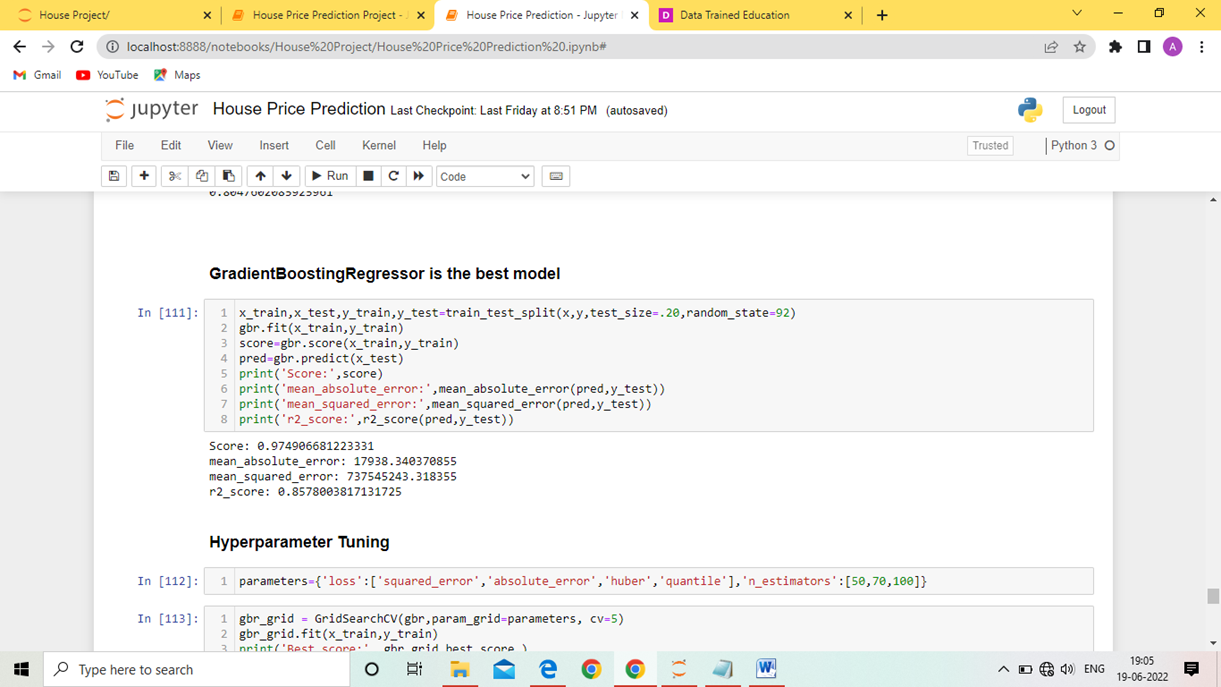 House Project/
House Price Prediction Project - J
House Price Prediction - Jupyter
D Data Trained Education
localhost:8888/notebooks/House%20Project/House%20Price%20Prediction%20.ipynb#
A
Gmail
YouTube
Maps
jupyter House Price Prediction Last Checkpoint: Last Friday at 8:51 PM (autosaved)
Logout
File Edit View Insert Cell Kernel Help
Trusted
Python 3
Run
Code
0.8047602085925961
GradientBoostingRegressor is the best model
In [111]:
1 x_train,x_test,y_train,y_test=train_test_split(x,y,test_size=.20,random_state=92)
2 gbr.fit(x_train,y_train)
3 score=gbr.score(x_train,y_train)
4 pred=gbr.predict(x_test)
5 print('Score:',score)
6 print('mean_absolute_error:',mean_absolute_error(pred,y_test))
7 print('mean_squared_error:',mean_squared_error(pred,y_test))
8 print('r2_score:',r2_score(pred,y_test))
Score: 0.974906681223331
mean_absolute_error: 17938.340370855
mean_squared_error: 737545243.318355
r2_score: 0.8578003817131725
Hyperparameter Tuning
In [112]:
1 parameters={'loss':['squared_error','absolute_error','huber','quantile'],'n_estimators':[50,70,100]}
In [113]:
1 gbr_grid = GridSearchCV(gbr,param_grid=parameters, cv=5)
2 gbr_grid.fit(x_train,y_train)
3 print('Best score:', gbr_grid.best_score_)
Type here to search
W
ENG
19:05
19-06-2022